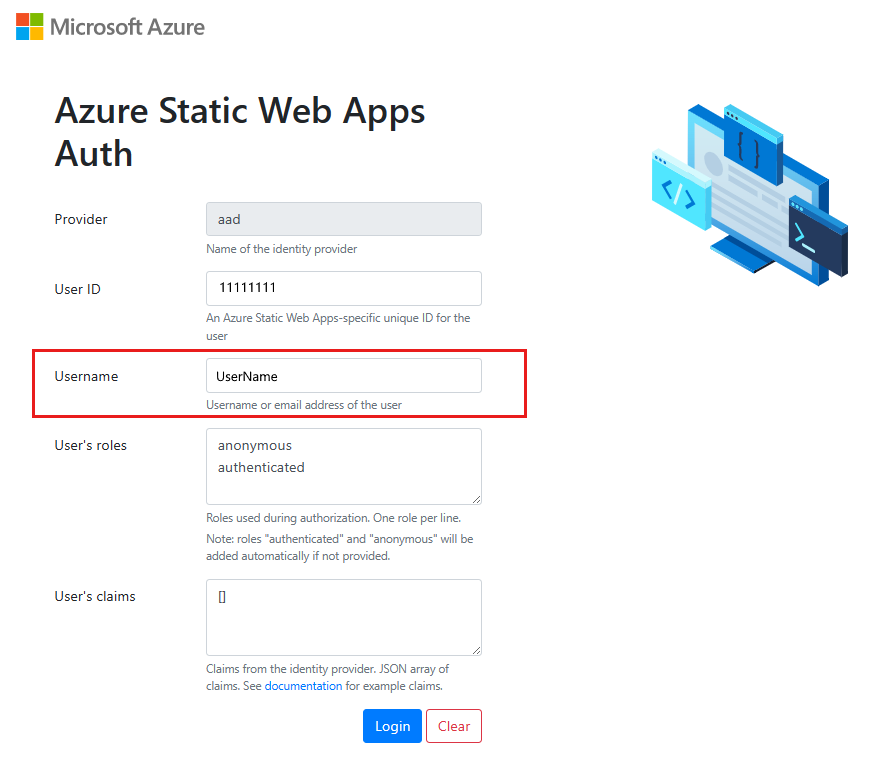 Microsoft Azure
Azure Static Web Apps
Auth
Provider
aad
Name of the identity provider
User ID
11111111
An Azure Static Web Apps-specific unique ID for the
user
Username
UserName
Username or email address of the user
User's roles
anonymous
authenticated
Roles used during authorization. One role per line.
Note: roles "authenticated" and "anonymous" will be
added automatically if not provided.
User's claims
[]
Claims from the identity provider. JSON array of
claims. See documentation for example claims.
Login
Clear
{ }
</>
>_